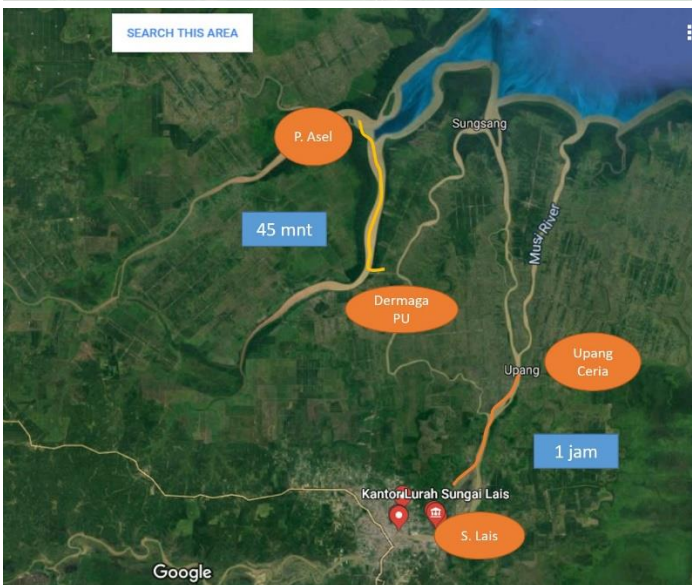 SEARCH THIS AREA
P. Asel
Sungsang
45 mnt
Musi River
Dermaga
PU
Upang
Ceria
Upang
1 jam
Kantor Lurah Sungai Lais
S. Lais
Google